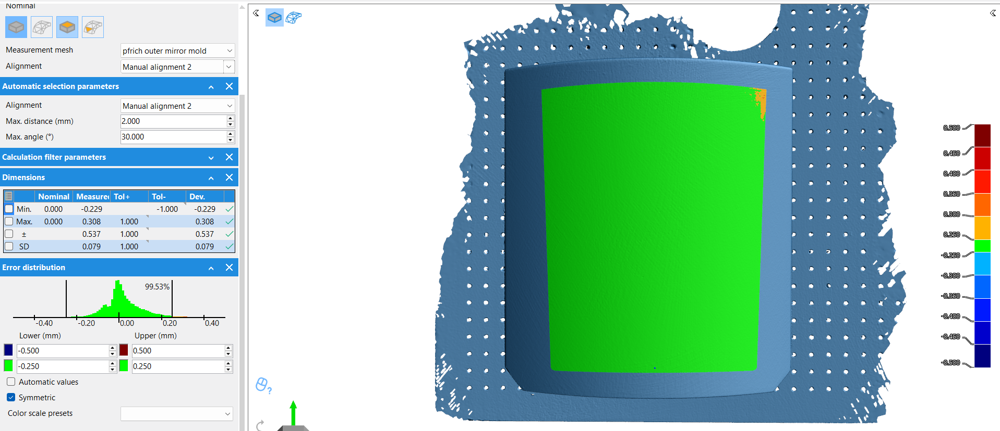 Nominal
Measurement mesh pfrich outer mirror mold
Alignment Manual alignment 2
Automatic selection parameters
Alignment Manual alignment 2
Max. distance (mm) 2.000
Max. angle (°) 30.000
Calculation filter parameters
Dimensions
Nominal Measured Tol+ Tol- Dev.
Min. 0.000 -0.229 -1.000 -0.229
Max. 0.000 0.308 1.000 0.308
± 0.537 1.000 0.537
SD 0.079 1.000 0.079
Error distribution
99.53%
-0.40 -0.20 0.00 0.20 0.40
Lower (mm) Upper (mm)
-0.500 0.500
-0.250 0.250
Automatic values
Symmetric
Color scale presets
?
0.500
0.450
0.400
0.350
0.300
0.250
-0.250
-0.300
-0.350
-0.400
-0.450
-0.500